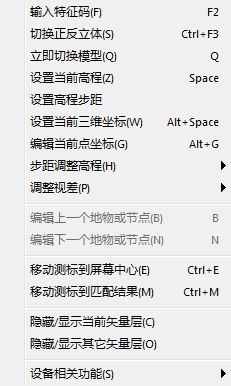 输入特征码(F) F2
切换正反立体(S) Ctrl+F3
立即切换模型(Q) Q
设置当前高程(Z) Space
设置高程步距
设置当前三维坐标(W) Alt+Space
编辑当前点坐标(G) Alt+G
步距调整高程(H)
调整视差(P)
编辑上一个地物或节点(B) B
编辑下一个地物或节点(N) N
移动测标到屏幕中心(E) Ctrl+E
移动测标到匹配结果(M) Ctrl+M
隐藏/显示当前矢量层(C)
隐藏/显示其它矢量层(O)
设备相关功能(S)